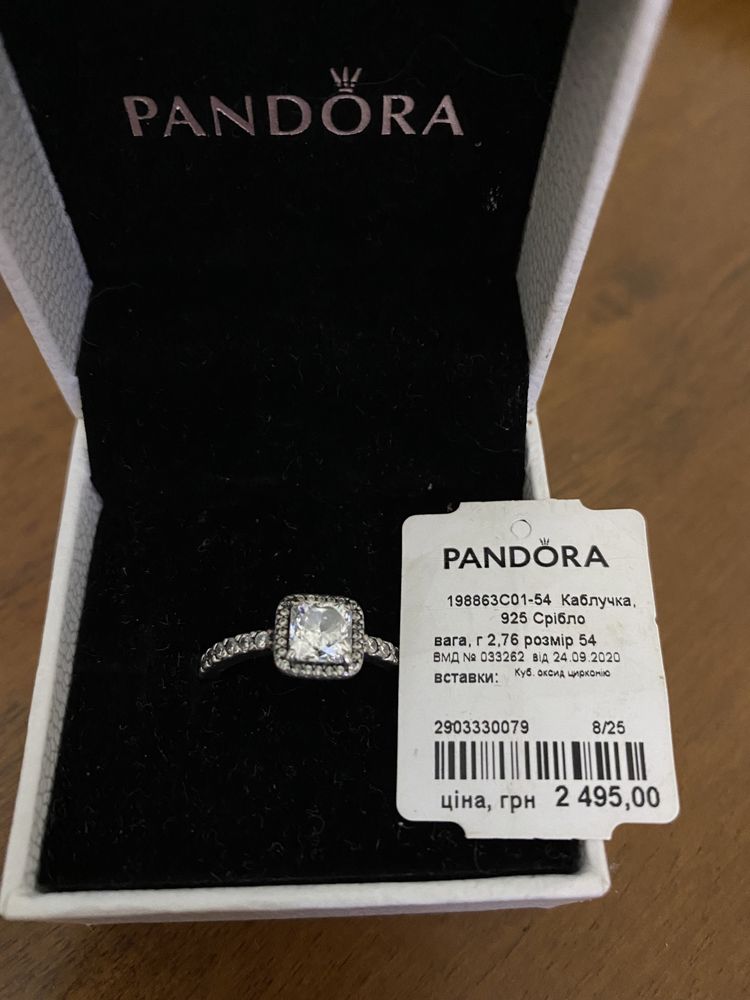 PANDORA
PANDORA
198863C01-54 Каблучка,
925 Срібло
вага, г 2,76 розмір 54
ВМД № 033262 від 24.09.2020
вставки: Куб. оксид цирконію
2903330079 8/25
ціна, грн 2 495,00